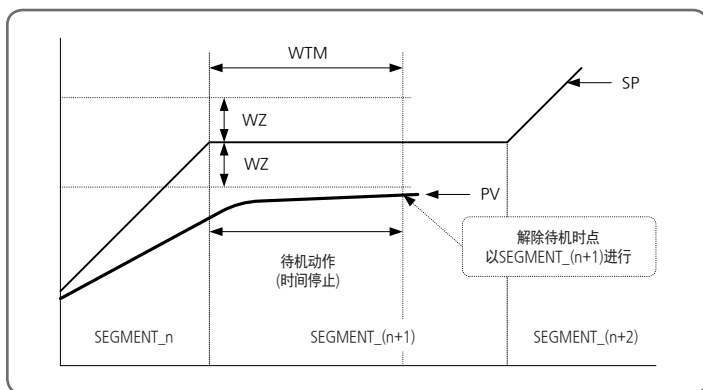 WTM
SP
WZ
WZ
PV
解除待机时点
以SEGMENT_(n+1)进行
待机动作
(时间停止)
SEGMENT_n
SEGMENT_(n+1)
SEGMENT_(n+2)